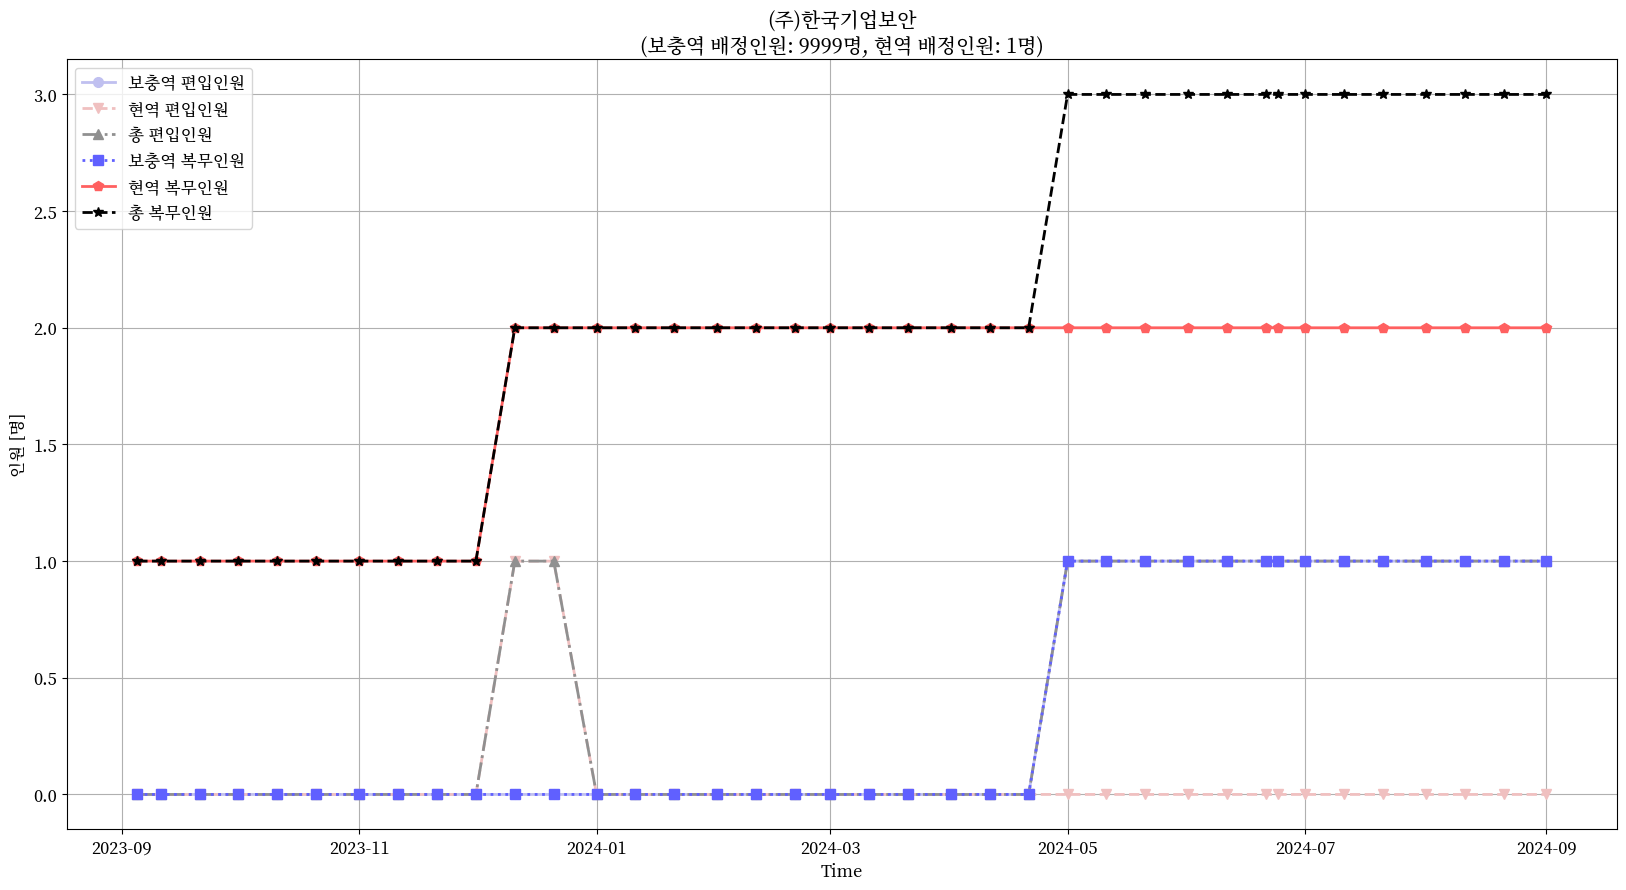 (주)한국기업보안
(보충역 배정인원: 9999명, 현역 배정인원: 1명)
보충역 편입인원
현역 편입인원
총 편입인원
보충역 복무인원
현역 복무인원
총 복무인원
인원 [명]
3.0
2.5
2.0
1.5
1.0
0.5
0.0
2023-09
2023-11
2024-01
2024-03
2024-05
2024-07
2024-09
Time